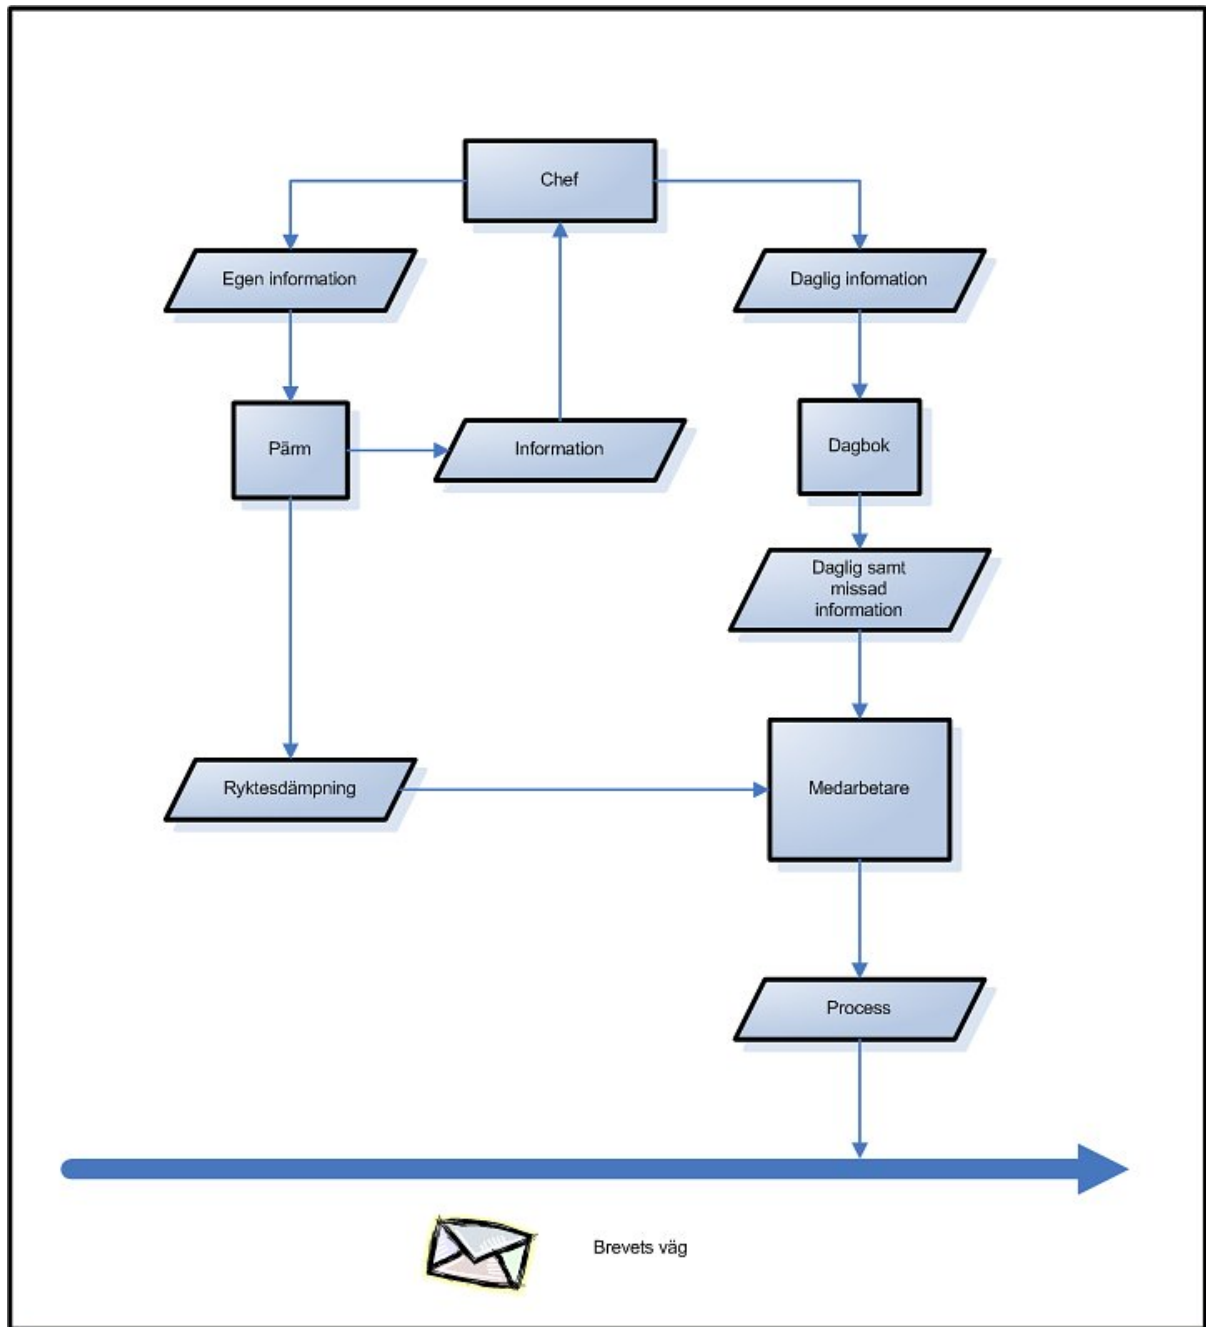 Chef
Egen information
Daglig infomation
Pärm
Information
Dagbok
Daglig samt
missad
information
Ryktesdämpning
Medarbetare
Process
Brevets väg